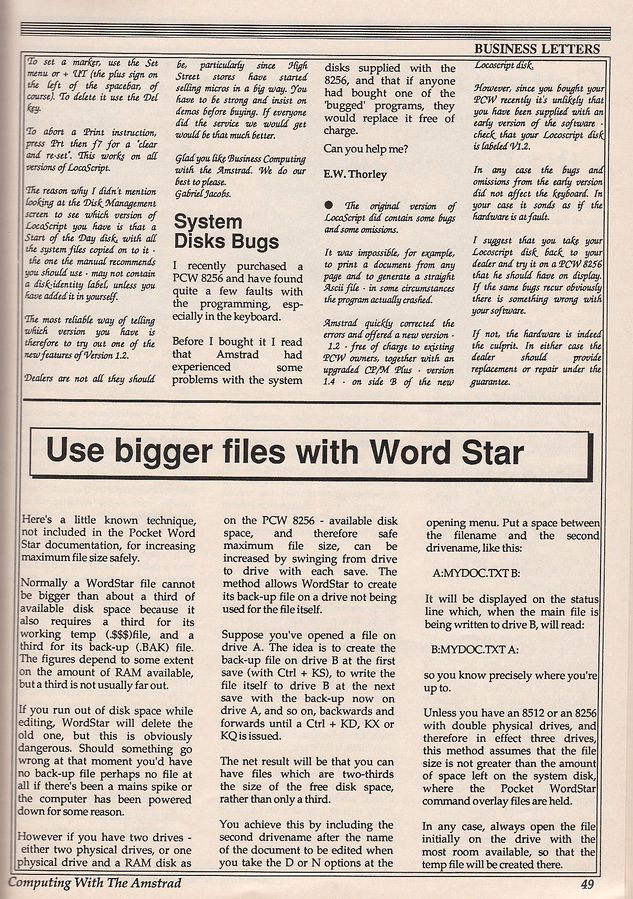 BUSINESS LETTERS
To set a marker, use the Set
menu or + UT (the plus sign on
the left of the spacebar, of
course). To delete it use the Del
key.
To abort a Print instruction,
press Prt then f7 for a 'clear
and re-set'. This works on all
versions of LocoScript.
The reason why I didn't mention
looking at the Disk Management
screen to see which version of
LocoScript you have is that a
Start of the Day disk, with all
the system files copied on to it -
the one the manual recommends
you should use - may not contain
a disk-identity label, unless you
have added it in yourself.
The most reliable way of telling
which version you have is
therefore to try out one of the
new features of Version 1.2.
Dealers are not all they should
be, particularly since High
Street stores have started
selling micros in a big way. You
have to be strong and insist on
demos before buying. If everyone
did the service we would get
would be that much better.
Glad you like Business Computing
with the Amstrad. We do our
best to please.
Gabriel Jacobs.
System
Disks Bugs
I recently purchased a
PCW 8256 and have found
quite a few faults with
the programming, esp-
ecially in the keyboard.
Before I bought it I read
that Amstrad had
experienced some
problems with the system
disks supplied with the
8256, and that if anyone
had bought one of the
'bugged' programs, they
would replace it free of
charge.
Can you help me?
E.W. Thorley
● The original version of
LocoScript did contain some bugs
and some omissions.
It was impossible, for example,
to print a document from any
page and to generate a straight
Ascii file - in some circumstances
the program actually crashed.
Amstrad quickly corrected the
errors and offered a new version -
1.2 - free of charge to existing
PCW owners, together with an
upgraded CP/M Plus - version
1.4 - on side B of the new
Locoscript disk.
However, since you bought your
PCW recently it's unlikely that
you have been supplied with an
early version of the software -
check that your Locoscript disk
is labeled V1.2.
In any case the bugs and
omissions from the early version
did not affect the keyboard. In
your case it sonds as if the
hardware is at fault.
I suggest that you take your
Locoscript disk back to your
dealer and try it on a PCW 8256
that he should have on display.
If the same bugs recur obviously
there is something wrong with
your software.
If not, the hardware is indeed
the culprit. In either case the
dealer should provide
replacement or repair under the
guarantee.
Use bigger files with Word Star
Here's a little known technique,
not included in the Pocket Word
Star documentation, for increasing
maximum file size safely.
Normally a WordStar file cannot
be bigger than about a third of
available disk space because it
also requires a third for its
working temp (.$$$)file, and a
third for its back-up (.BAK) file.
The figures depend to some extent
on the amount of RAM available,
but a third is not usually far out.
If you run out of disk space while
editing, WordStar will delete the
old one, but this is obviously
dangerous. Should something go
wrong at that moment you'd have
no back-up file perhaps no file at
all if there's been a mains spike or
the computer has been powered
down for some reason.
However if you have two drives -
either two physical drives, or one
physical drive and a RAM disk as
on the PCW 8256 - available disk
space, and therefore safe
maximum file size, can be
increased by swinging from drive
to drive with each save. The
method allows WordStar to create
its back-up file on a drive not being
used for the file itself.
Suppose you've opened a file on
drive A. The idea is to create the
back-up file on drive B at the first
save (with Ctrl + KS), to write the
file itself to drive B at the next
save with the back-up now on
drive A, and so on, backwards and
forwards until a Ctrl + KD, KX or
KQ is issued.
The net result will be that you can
have files which are two-thirds
the size of the free disk space,
rather than only a third.
You achieve this by including the
second drivename after the name
of the document to be edited when
you take the D or N options at the
opening menu. Put a space between
the filename and the second
drivename, like this:
A:MYDOC.TXT B:
It will be displayed on the status
line which, when the main file is
being written to drive B, will read:
B:MYDOC.TXT A:
so you know precisely where you're
up to.
Unless you have an 8512 or an 8256
with double physical drives, and
therefore in effect three drives,
this method assumes that the file
size is not greater than the amount
of space left on the system disk,
where the Pocket WordStar
command overlay files are held.
In any case, always open the file
initially on the drive with the
most room available, so that the
temp file will be created there.
Computing With The Amstrad
49